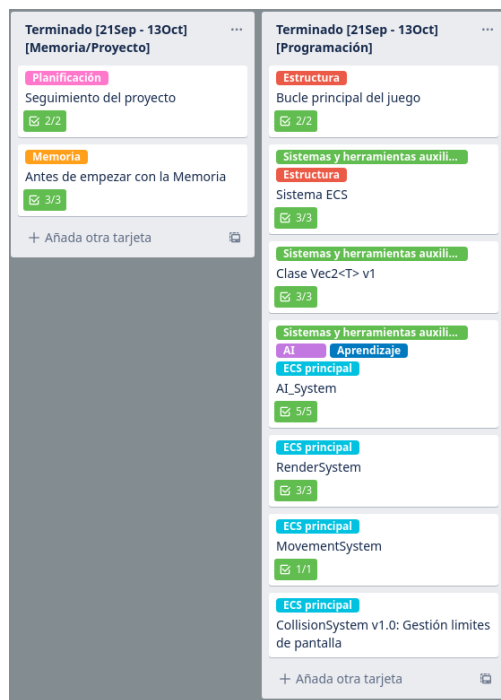 Terminado [21Sep - 13Oct]
[Memoria/Proyecto]
Planificación
Seguimiento del proyecto
2/2
Memoria
Antes de empezar con la Memoria
3/3
Añada otra tarjeta
Terminado [21Sep - 13Oct]
[Programación]
Estructura
Bucle principal del juego
2/2
Sistemas y herramientas auxili...
Estructura
Sistema ECS
3/3
Sistemas y herramientas auxili...
Clase Vec2<T> v1
3/3
Sistemas y herramientas auxili...
AI Aprendizaje
ECS principal
AI_System
5/5
ECS principal
RenderSystem
3/3
ECS principal
MovementSystem
1/1
ECS principal
CollisionSystem v1.0: Gestión limites
de pantalla
Añada otra tarjeta